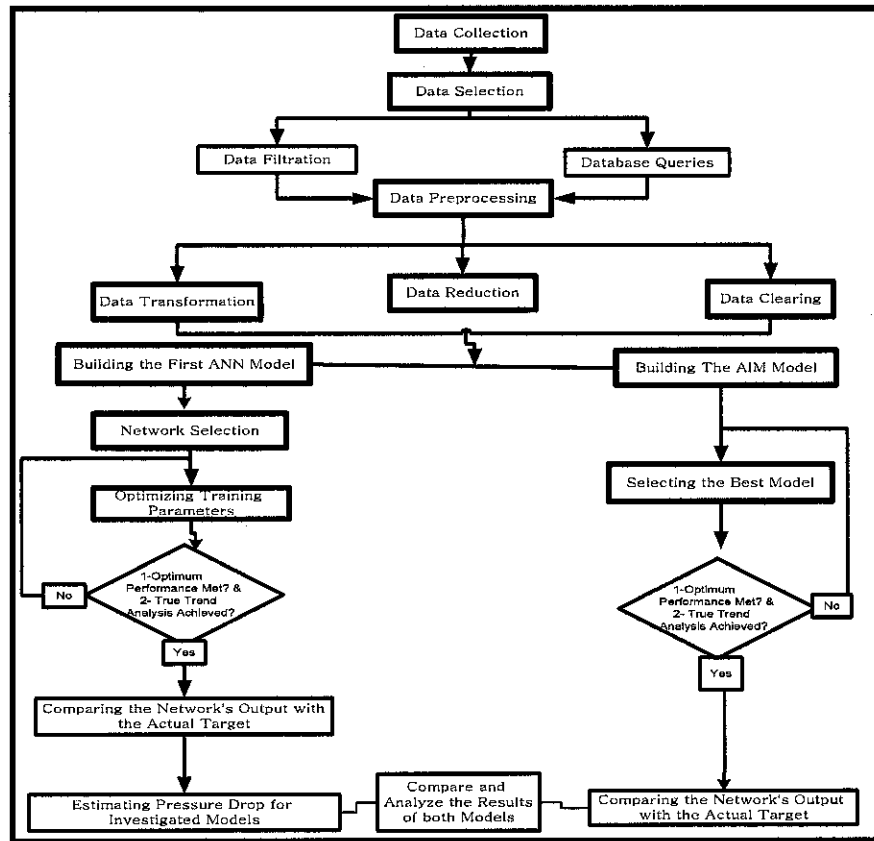 Data Collection
Data Selection
Data Filtration
Database Queries
Data Preprocessing
Data Transformation
Data Reduction
Data Clearing
Building the First ANN Model
Building The AIM Model
Network Selection
Selecting the Best Model
Optimizing Training
Parameters
1-Optimum
Performance Met? &
2- True Trend
Analysis Achieved?
No
Yes
1-Optimum
Performance Met? &
2- True Trend
Analysis Achieved?
No
Yes
Comparing the Network's Output with
the Actual Target
Estimating Pressure Drop for
Investigated Models
Compare and
Analyze the Results
of both Models
Comparing the Network's Output
with the Actual Target